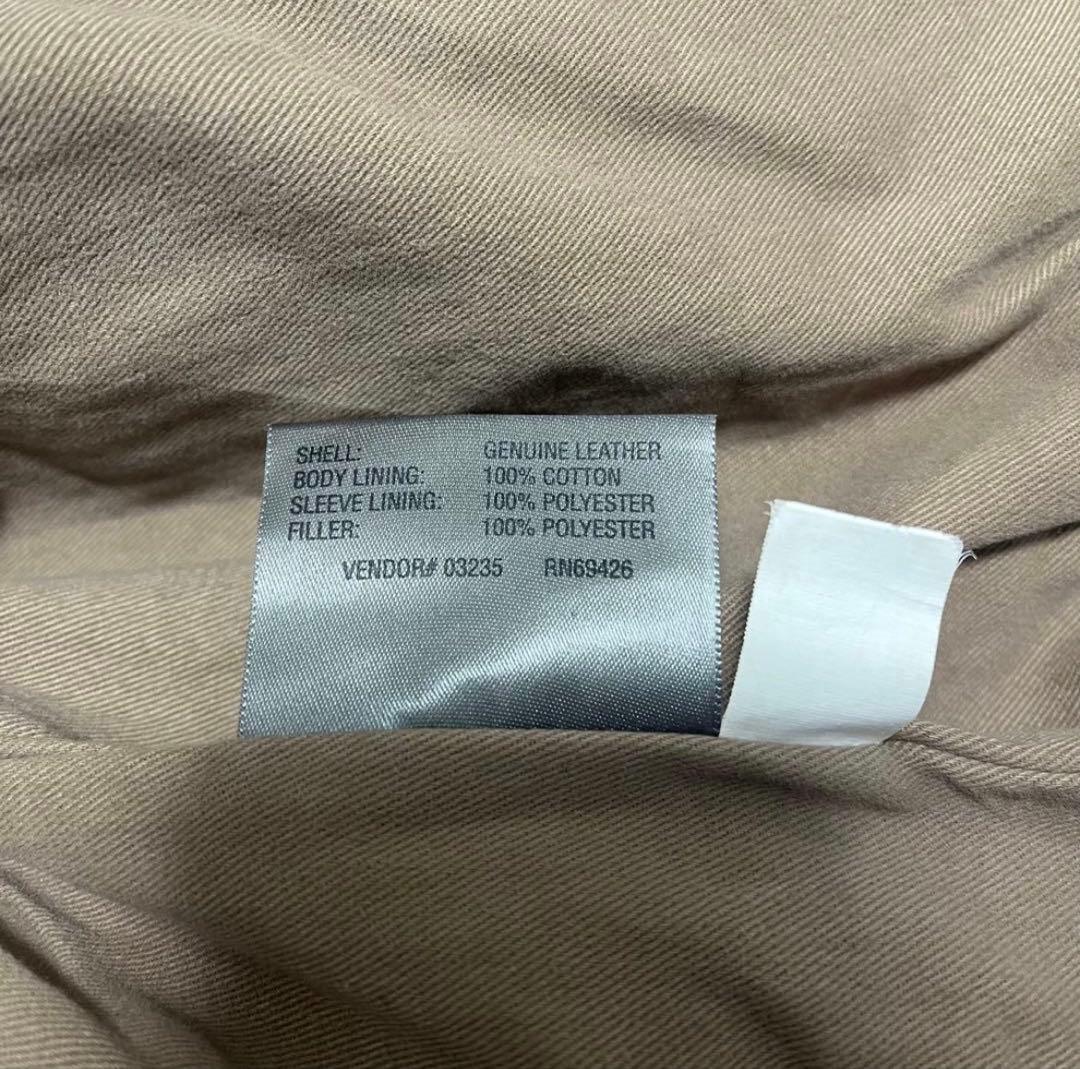 SHELL: GENUINE LEATHER
BODY LINING: 100% COTTON
SLEEVE LINING: 100% POLYESTER
FILLER: 100% POLYESTER
VENDOR# 03235 RN69426